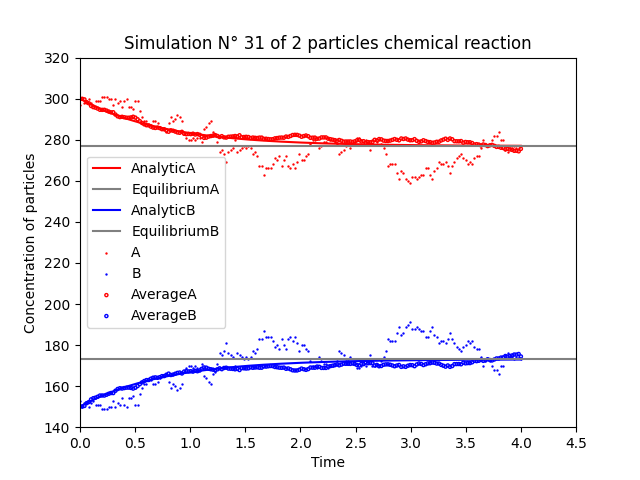 Simulation N° 31 of 2 particles chemical reaction
320
300
280
260
240
220
200
180
160
140
Concentration of particles
AnalyticA
EquilibriumA
AnalyticB
EquilibriumB
A
B
AverageA
AverageB
0.0 0.5 1.0 1.5 2.0 2.5 3.0 3.5 4.0 4.5
Time